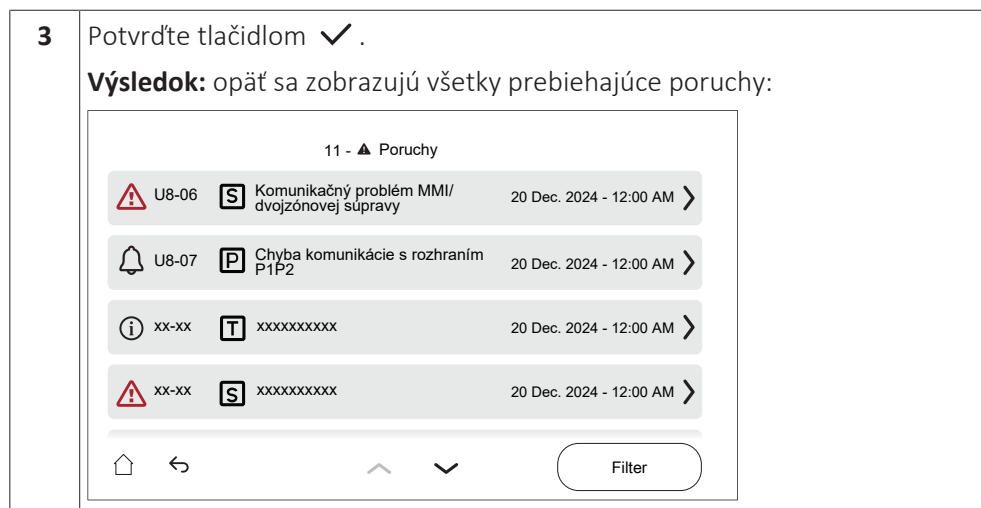 3 Potvrďte tlačidlom ✓ .
Výsledok: opäť sa zobrazujú všetky prebiehajúce poruchy:
11 - ⚠ Poruchy
U8-06 S Komunikačný problém MMI/
dvojzónovej súpravy 20 Dec. 2024 - 12:00 AM
U8-07 P Chyba komunikácie s rozhraním
P1P2 20 Dec. 2024 - 12:00 AM
xx-xx T xxxxxxxxxx 20 Dec. 2024 - 12:00 AM
xx-xx S xxxxxxxxxx 20 Dec. 2024 - 12:00 AM
Filter